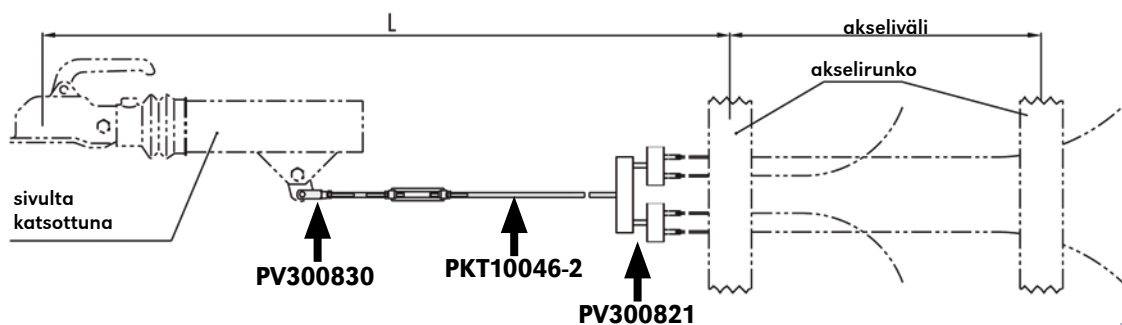 L
akseliväli
akselirunko
sivulta
katsottuna
PV300830
PKT10046-2
PV300821